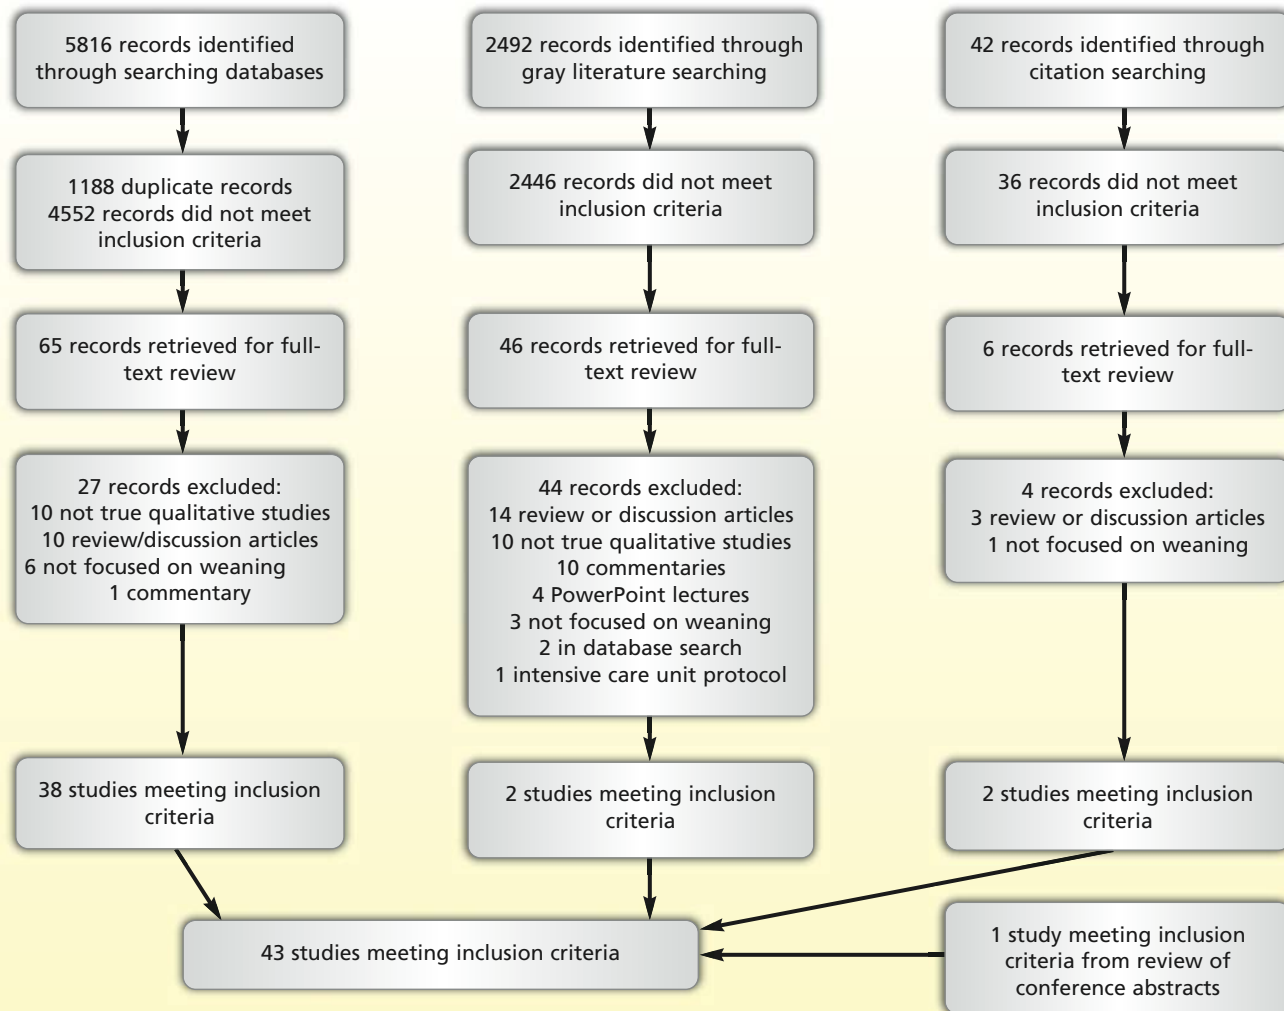 5816 records identified
through searching databases
2492 records identified through
gray literature searching
42 records identified through
citation searching
1188 duplicate records
4552 records did not meet
inclusion criteria
2446 records did not meet
inclusion criteria
36 records did not meet
inclusion criteria
65 records retrieved for full-
text review
46 records retrieved for full-
text review
6 records retrieved for full-
text review
27 records excluded:
10 not true qualitative studies
10 review/discussion articles
6 not focused on weaning
1 commentary
44 records excluded:
14 review or discussion articles
10 not true qualitative studies
10 commentaries
4 PowerPoint lectures
3 not focused on weaning
2 in database search
1 intensive care unit protocol
4 records excluded:
3 review or discussion articles
1 not focused on weaning
38 studies meeting inclusion
criteria
2 studies meeting inclusion
criteria
2 studies meeting inclusion
criteria
43 studies meeting inclusion criteria
1 study meeting inclusion
criteria from review of
conference abstracts